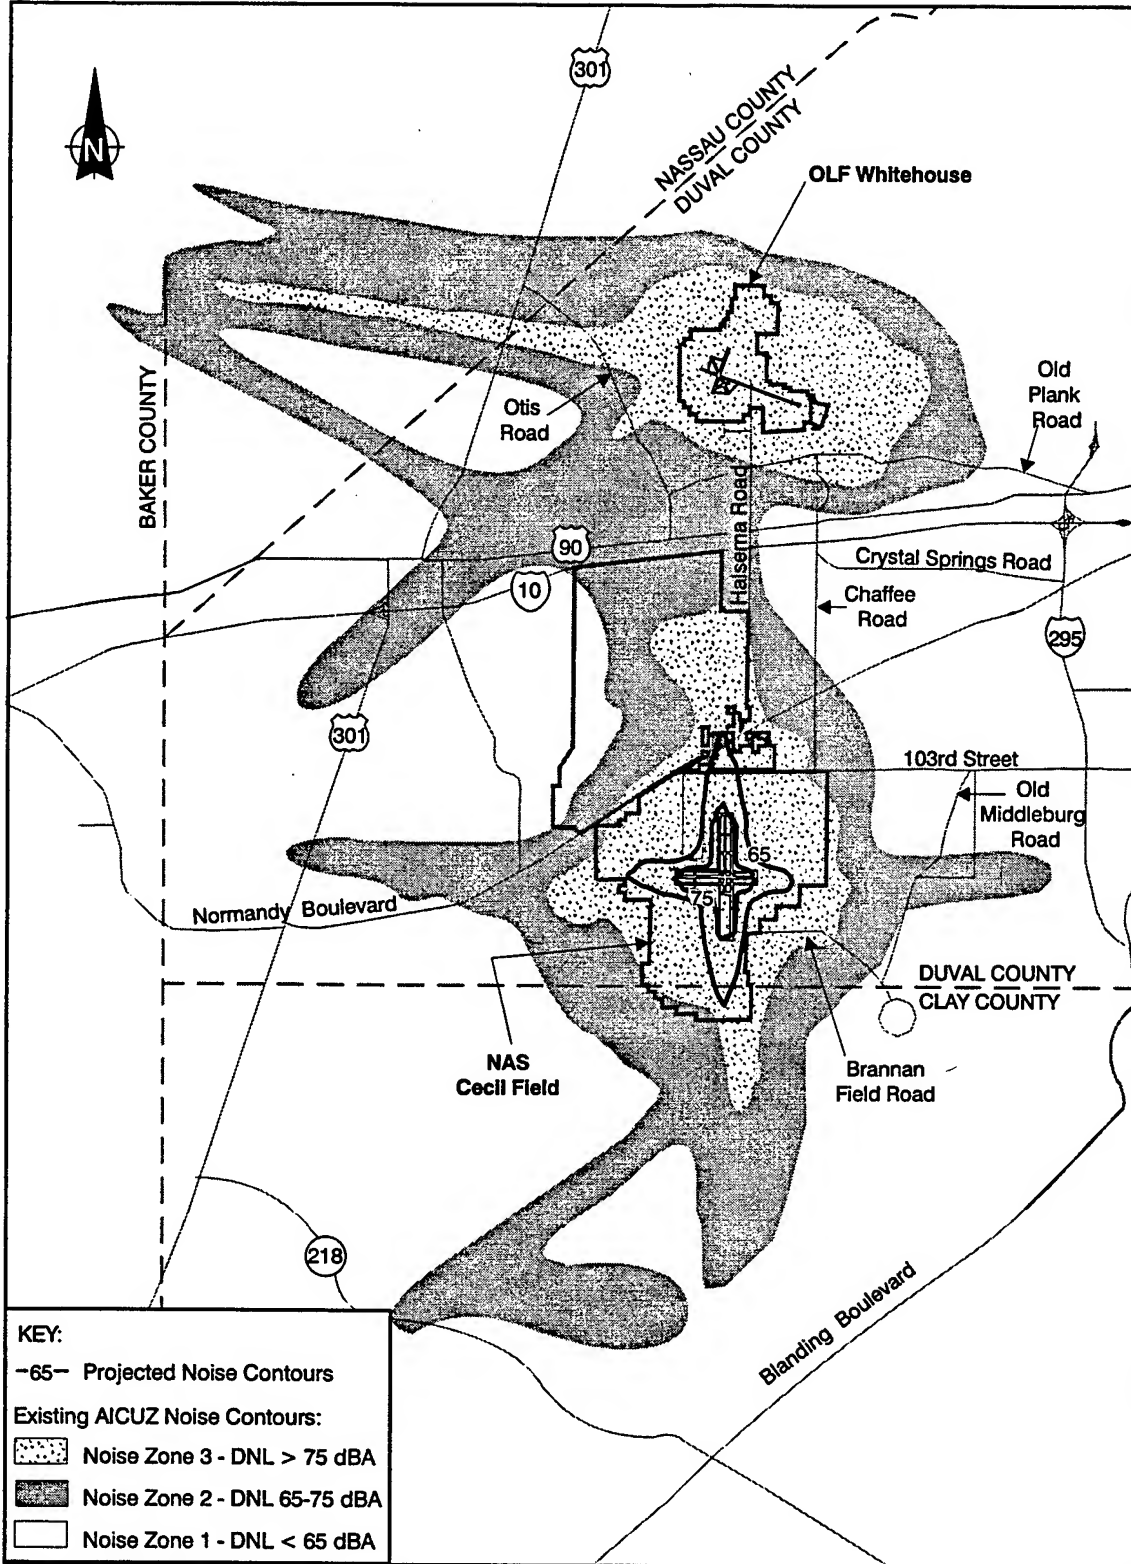 301
N
NASSAU COUNTY
DUVAL COUNTY
OLF Whitehouse
BAKER COUNTY
Otis
Road
Old
Plank
Road
Halsema Road
90
10
Crystal Springs Road
Chaffee
Road
295
301
103rd Street
Old
Middleburg
Road
65
75
Normandy Boulevard
DUVAL COUNTY
CLAY COUNTY
NAS
Cecil Field
Brannan
Field Road
218
Blanding Boulevard
KEY:
-65- Projected Noise Contours
Existing AICUZ Noise Contours:
Noise Zone 3 - DNL > 75 dBA
Noise Zone 2 - DNL 65-75 dBA
Noise Zone 1 - DNL < 65 dBA